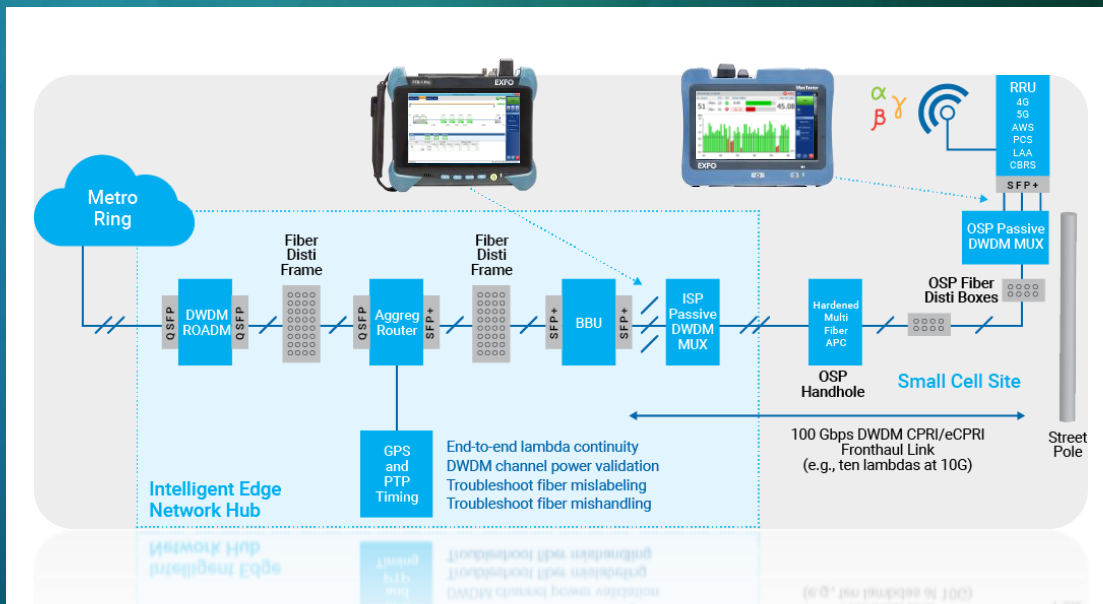 EXFO
MaxTester
51
45.08
EXFO
α
β
γ
RRU
4G
5G
AWS
PCS
LAA
CBRS
SFP+
OSP Passive
DWDM MUX
OSP Fiber
Disti Boxes
Metro
Ring
Fiber
Disti
Frame
Fiber
Disti
Frame
QSFP
DWDM
ROADM
QSFP
QSFP
Aggreg
Router
SFP+
SFP+
BBU
SFP+
ISP
Passive
DWDM
MUX
Hardened
Multi
Fiber
APC
OSP
Handhole
Small Cell Site
100 Gbps DWDM CPRI/eCPRI
Fronthaul Link
(e.g., ten lambdas at 10G)
Street
Pole
GPS
and
PTP
Timing
End-to-end lambda continuity
DWDM channel power validation
Troubleshoot fiber mislabeling
Troubleshoot fiber mishandling
Intelligent Edge
Network Hub